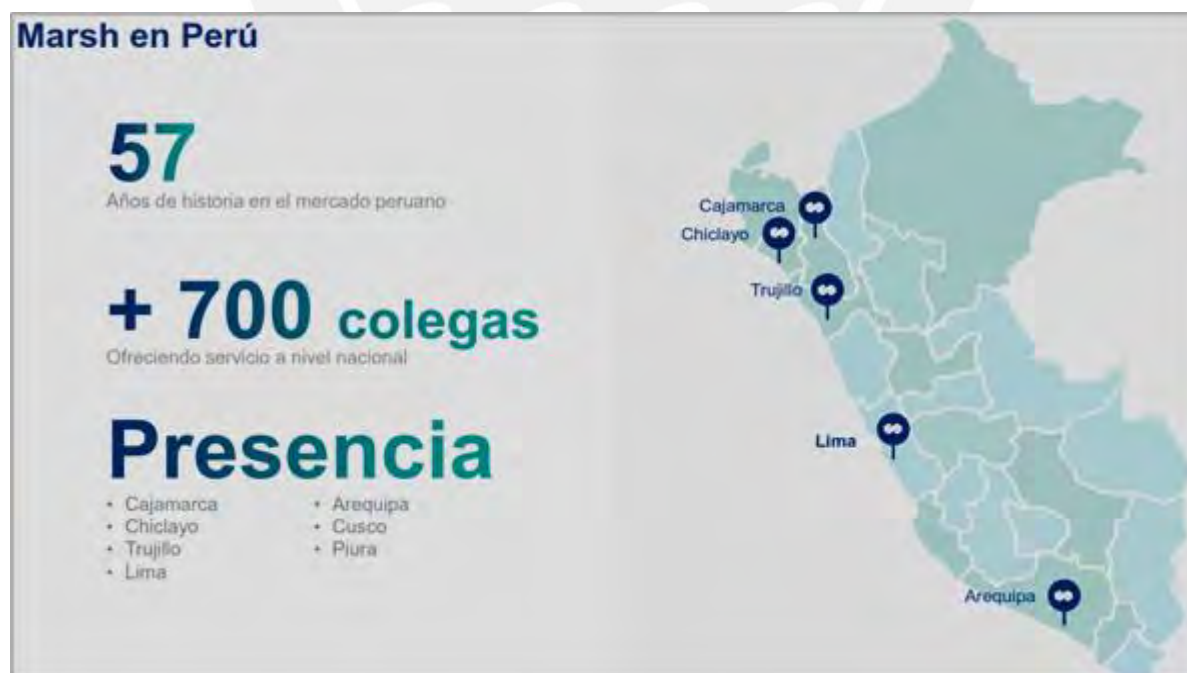 Marsh en Perú
57
Años de historia en el mercado peruano
+ 700 colegas
Ofreciendo servicio a nivel nacional
Presencia
• Cajamarca
• Chiclayo
• Trujillo
• Lima
• Arequipa
• Cusco
• Piura
Cajamarca
Chiclayo
Trujillo
Lima
Arequipa